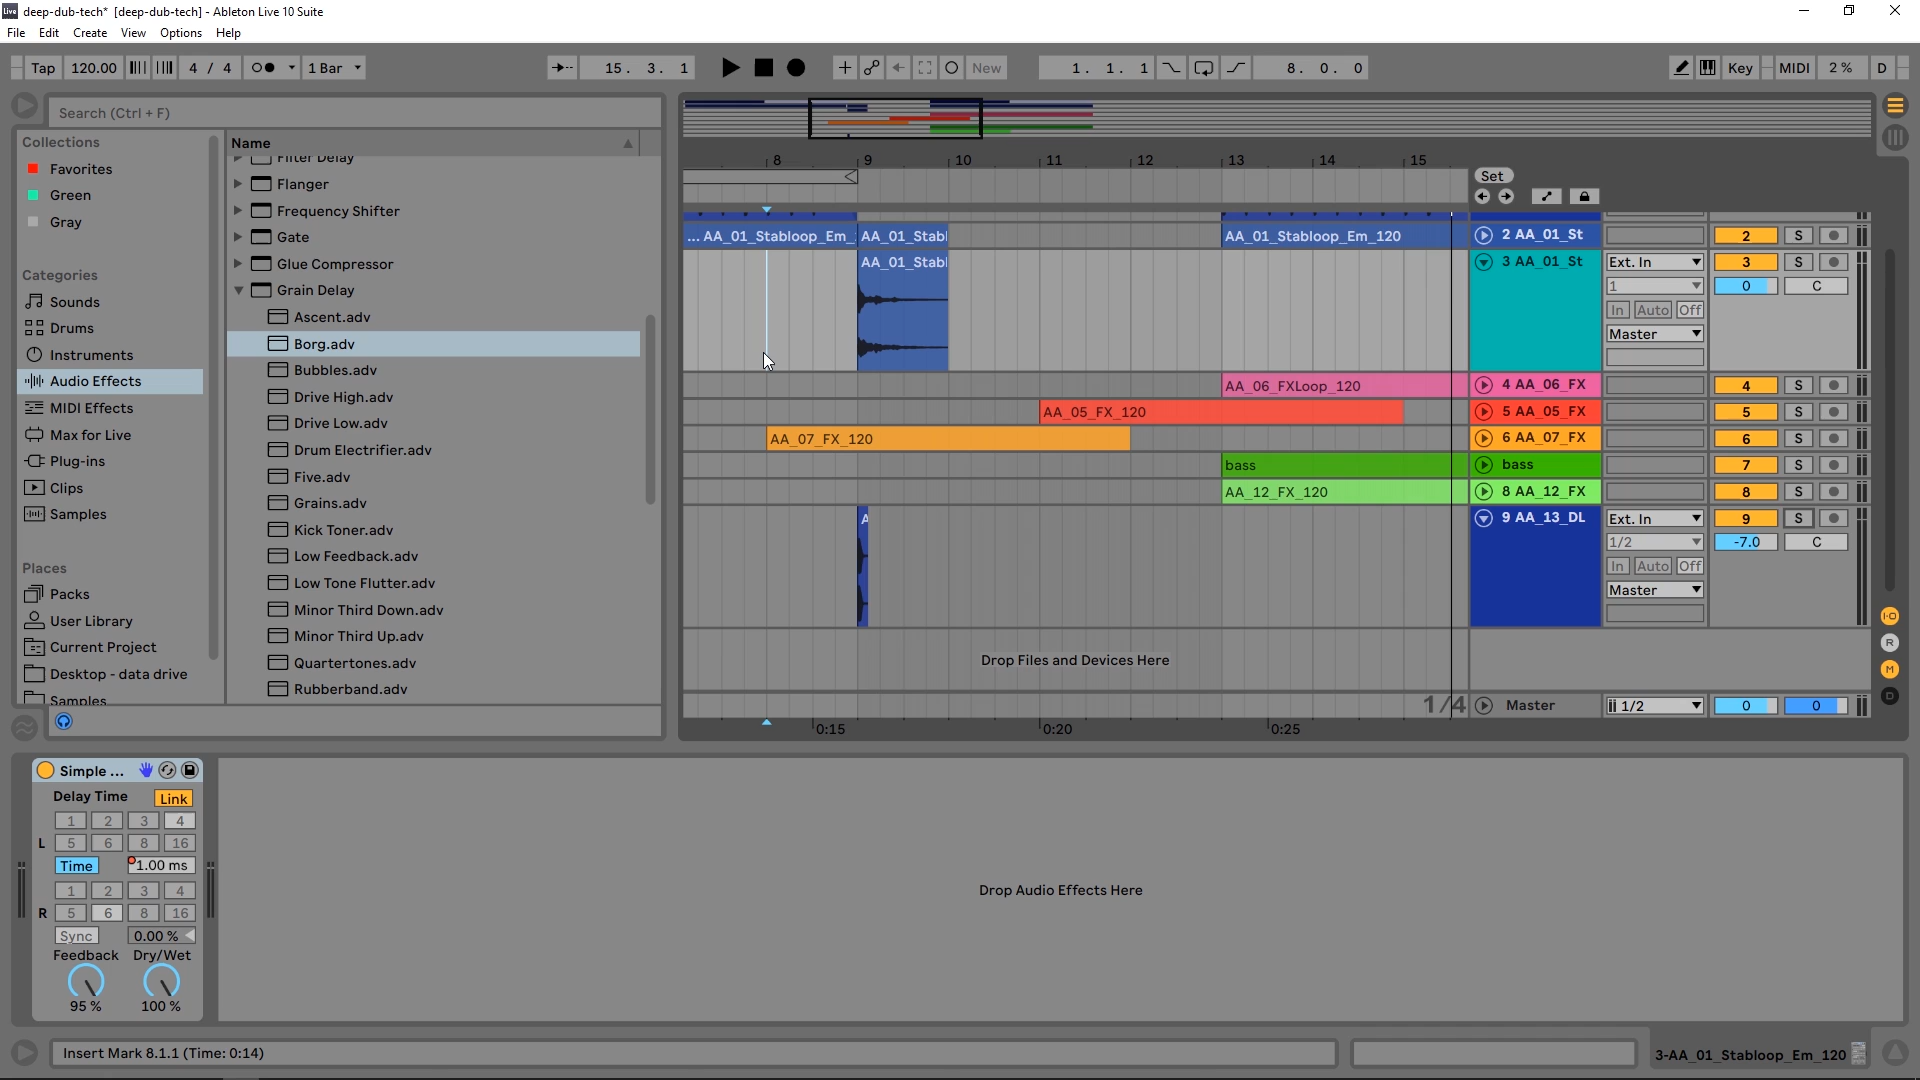 deep-dub-tech* [deep-dub-tech] - Ableton Live 10 Suite
File Edit Create View Options Help
Tap 120.00 4 / 4 1 Bar 15. 3. 1 New 1. 1. 1 8. 0. 0 Key MIDI 2 % D
Search (Ctrl + F)
Collections
Favorites
Green
Gray
Categories
Sounds
Drums
Instruments
Audio Effects
MIDI Effects
Max for Live
Plug-ins
Clips
Samples
Places
Packs
User Library
Current Project
Desktop - data drive
Samples
Name
Filter Delay
Flanger
Frequency Shifter
Gate
Glue Compressor
Grain Delay
Ascent.adv
Borg.adv
Bubbles.adv
Drive High.adv
Drive Low.adv
Drum Electrifier.adv
Five.adv
Grains.adv
Kick Toner.adv
Low Feedback.adv
Low Tone Flutter.adv
Minor Third Down.adv
Minor Third Up.adv
Quartertones.adv
Rubberband.adv
8 9 10 11 12 13 14 15
Set
... AA_01_Stabloop_Em_ AA_01_Stabl AA_01_Stabloop_Em_120 2 AA_01_St 2 S
AA_01_Stabl 3 AA_01_St Ext. In 3 S
1 0 C
In Auto Off
Master
AA_06_FXLoop_120 4 AA_06_FX 4 S
AA_05_FX_120 5 AA_05_FX 5 S
AA_07_FX_120 6 AA_07_FX 6 S
bass bass 7 S
AA_12_FX_120 8 AA_12_FX 8 S
A 9 AA_13_DL Ext. In 9 S
1/2 -7.0 C
In Auto Off
Master
Drop Files and Devices Here
1/4 Master 1/2 0 0
0:15 0:20 0:25
I·O
R
M
D
Simple ...
Delay Time Link
1 2 3 4
L 5 6 8 16
Time 1.00 ms
1 2 3 4
R 5 6 8 16
Sync 0.00 %
Feedback Dry/Wet
95 % 100 %
Drop Audio Effects Here
Insert Mark 8.1.1 (Time: 0:14)
3-AA_01_Stabloop_Em_120